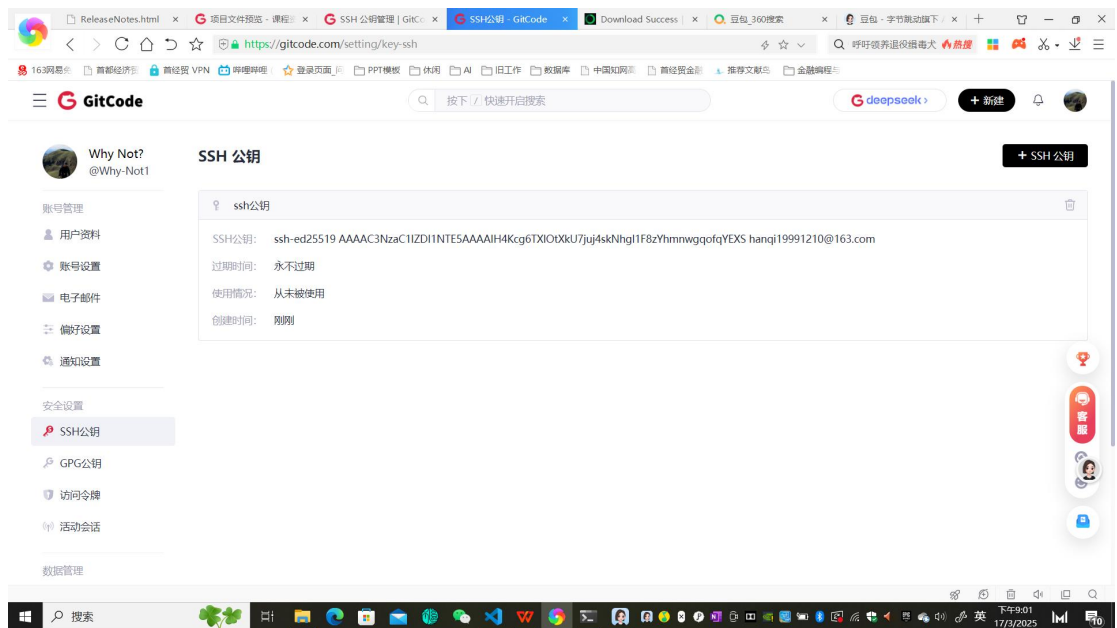 ReleaseNotes.html × G 项目文件预览 - 课程 × SSH 公钥管理 | GitCo × SSH公钥 - GitCode × Download Success | × 豆包_360搜索 × 豆包 - 字节跳动旗下 × +
https://gitcode.com/setting/key-ssh 呼吁领养退役缉毒犬 热搜
163网易免 首都经济贸 首经贸 VPN 哔哩哔哩 登录页面_同 PPT模板 休闲 AI 旧工作 数据库 中国知网高 首经贸金融 推荐文献鸟 金融编程与
GitCode 按下 / 快速开启搜索 deepseek › + 新建
Why Not?
@Why-Not1
SSH 公钥
+ SSH 公钥
账号管理
用户资料
账号设置
电子邮件
偏好设置
通知设置
安全设置
SSH公钥
GPG公钥
访问令牌
活动会话
数据管理
ssh公钥
SSH公钥: ssh-ed25519 AAAAC3NzaC1lZDI1NTE5AAAAIH4Kcg6TXlOtXkU7juj4skNhgI1F8zYhmnwgqofqYEXS hanqi19991210@163.com
过期时间: 永不过期
使用情况: 从未被使用
创建时间: 刚刚
客服
搜索
英
下午9:01
17/3/2025
10